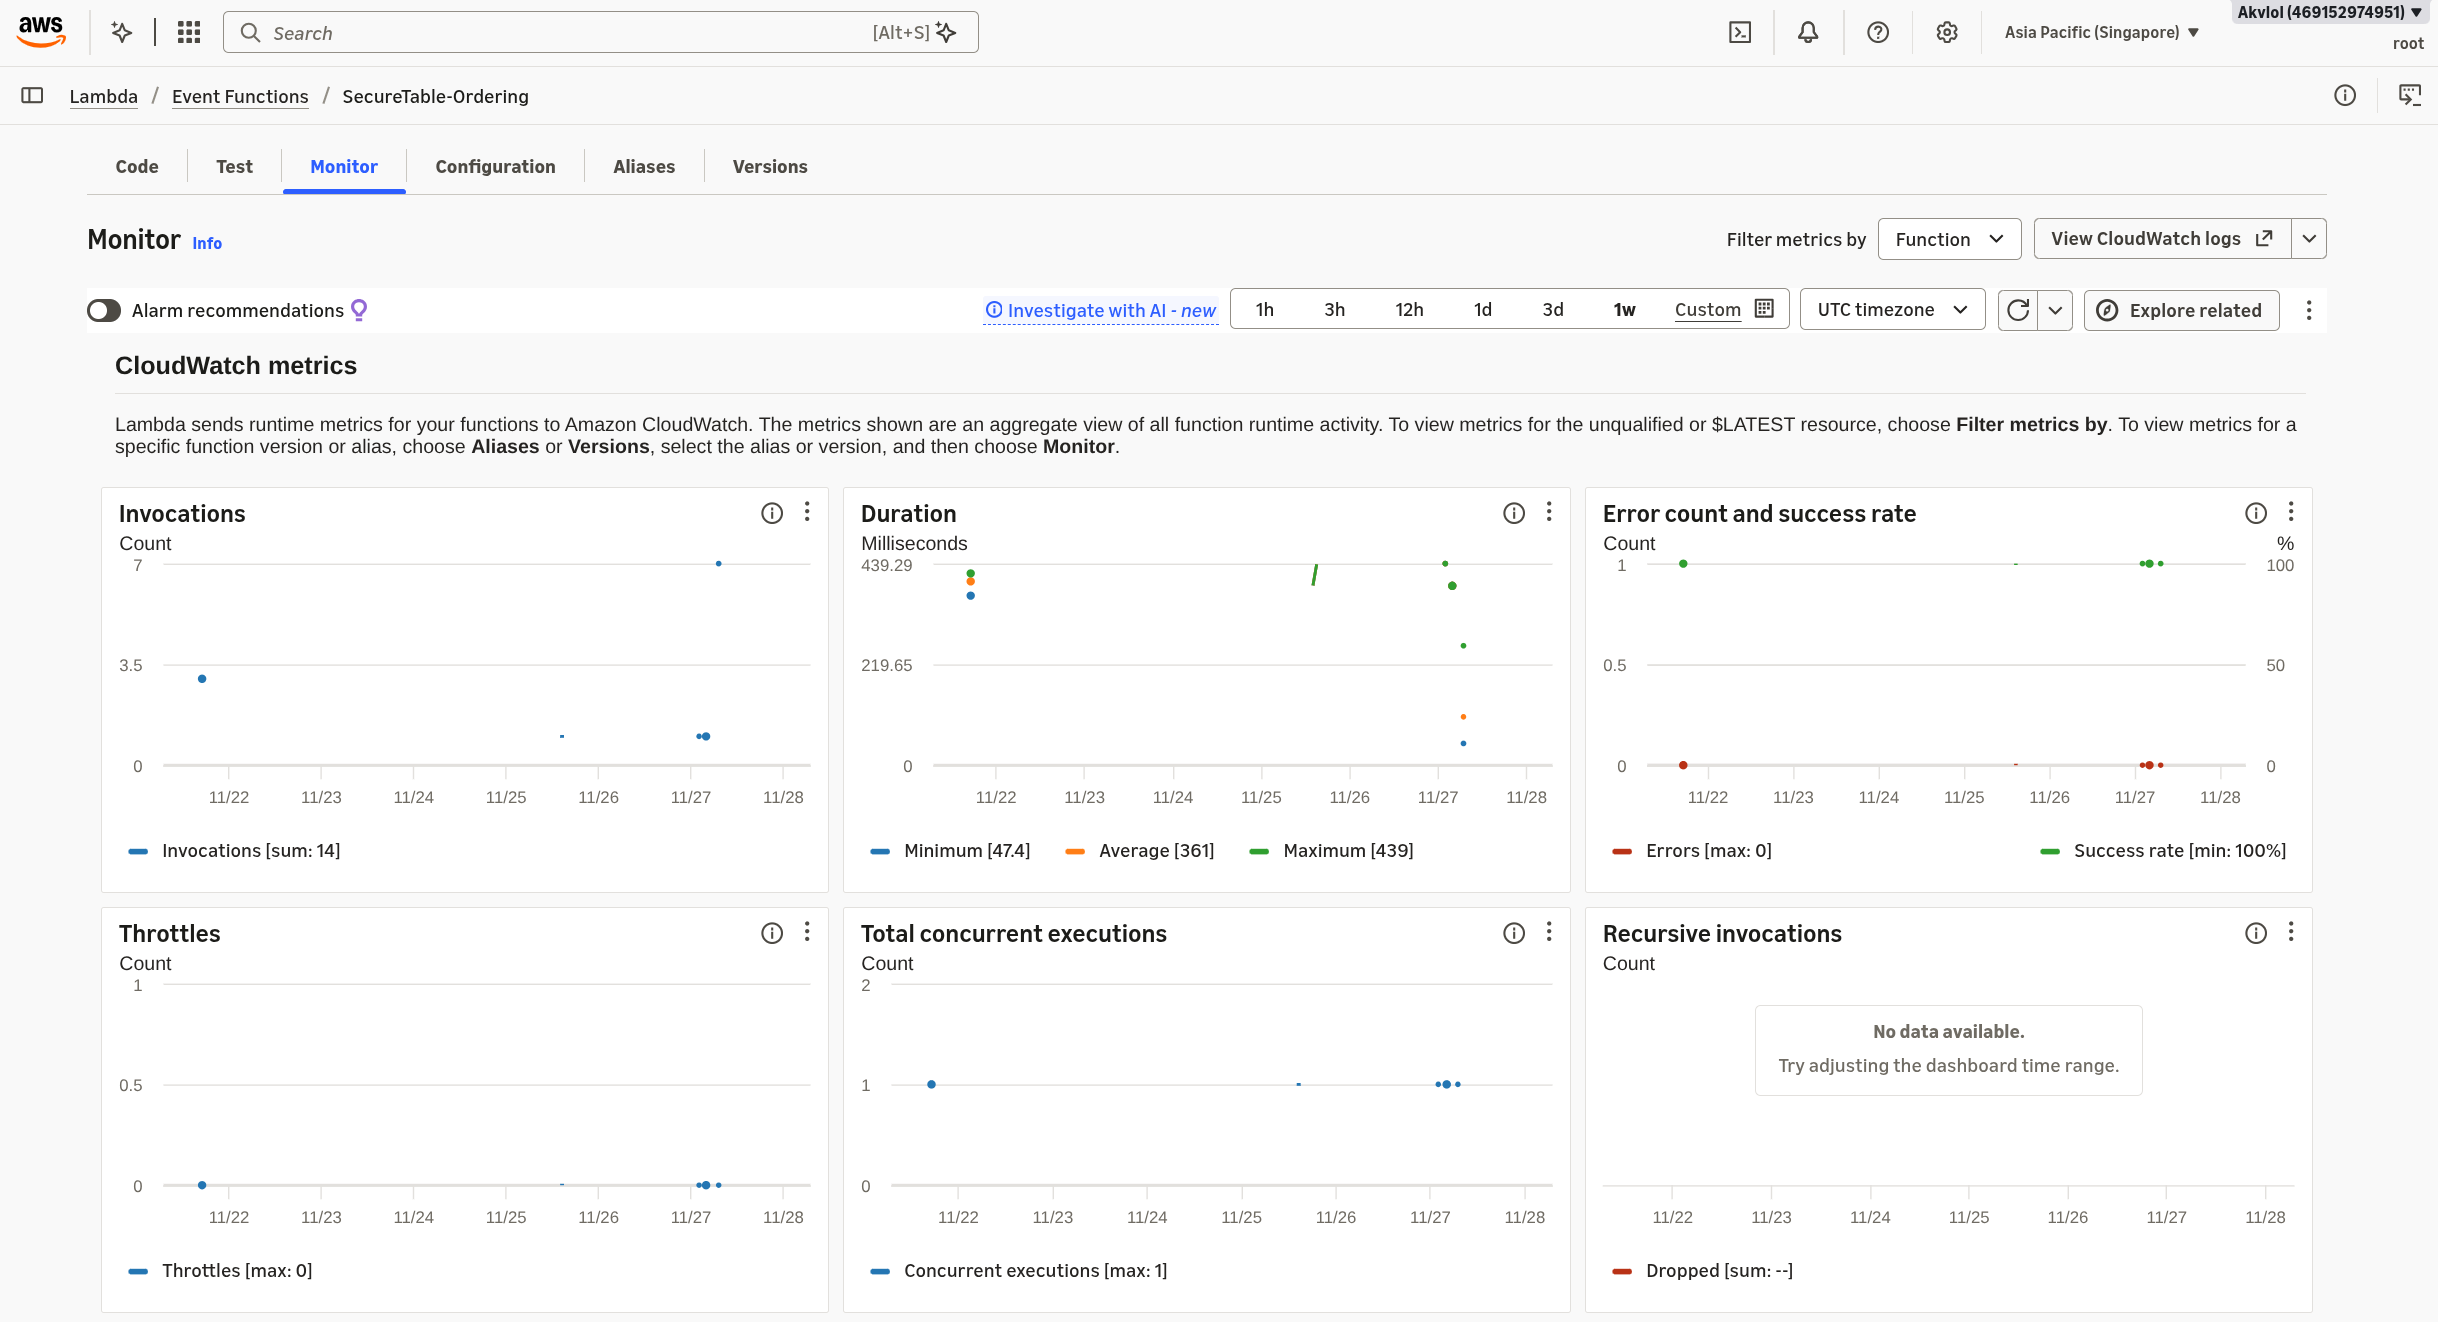 aws
Search [Alt+S]
Asia Pacific (Singapore)
Akvlol (469152974951)
root
Lambda / Event Functions / SecureTable-Ordering
Code Test Monitor Configuration Aliases Versions
Monitor Info
Filter metrics by Function View CloudWatch logs
Alarm recommendations
Investigate with AI - new
1h 3h 12h 1d 3d 1w Custom
UTC timezone
Explore related
CloudWatch metrics
Lambda sends runtime metrics for your functions to Amazon CloudWatch. The metrics shown are an aggregate view of all function runtime activity. To view metrics for the unqualified or $LATEST resource, choose Filter metrics by. To view metrics for a
specific function version or alias, choose Aliases or Versions, select the alias or version, and then choose Monitor.
Invocations
Count
7
3.5
0
11/22 11/23 11/24 11/25 11/26 11/27 11/28
Invocations [sum: 14]
Duration
Milliseconds
439.29
219.65
0
11/22 11/23 11/24 11/25 11/26 11/27 11/28
Minimum [47.4] Average [361] Maximum [439]
Error count and success rate
Count %
1 100
0.5 50
0 0
11/22 11/23 11/24 11/25 11/26 11/27 11/28
Errors [max: 0] Success rate [min: 100%]
Throttles
Count
1
0.5
0
11/22 11/23 11/24 11/25 11/26 11/27 11/28
Throttles [max: 0]
Total concurrent executions
Count
2
1
0
11/22 11/23 11/24 11/25 11/26 11/27 11/28
Concurrent executions [max: 1]
Recursive invocations
Count
No data available.
Try adjusting the dashboard time range.
11/22 11/23 11/24 11/25 11/26 11/27 11/28
Dropped [sum: --]